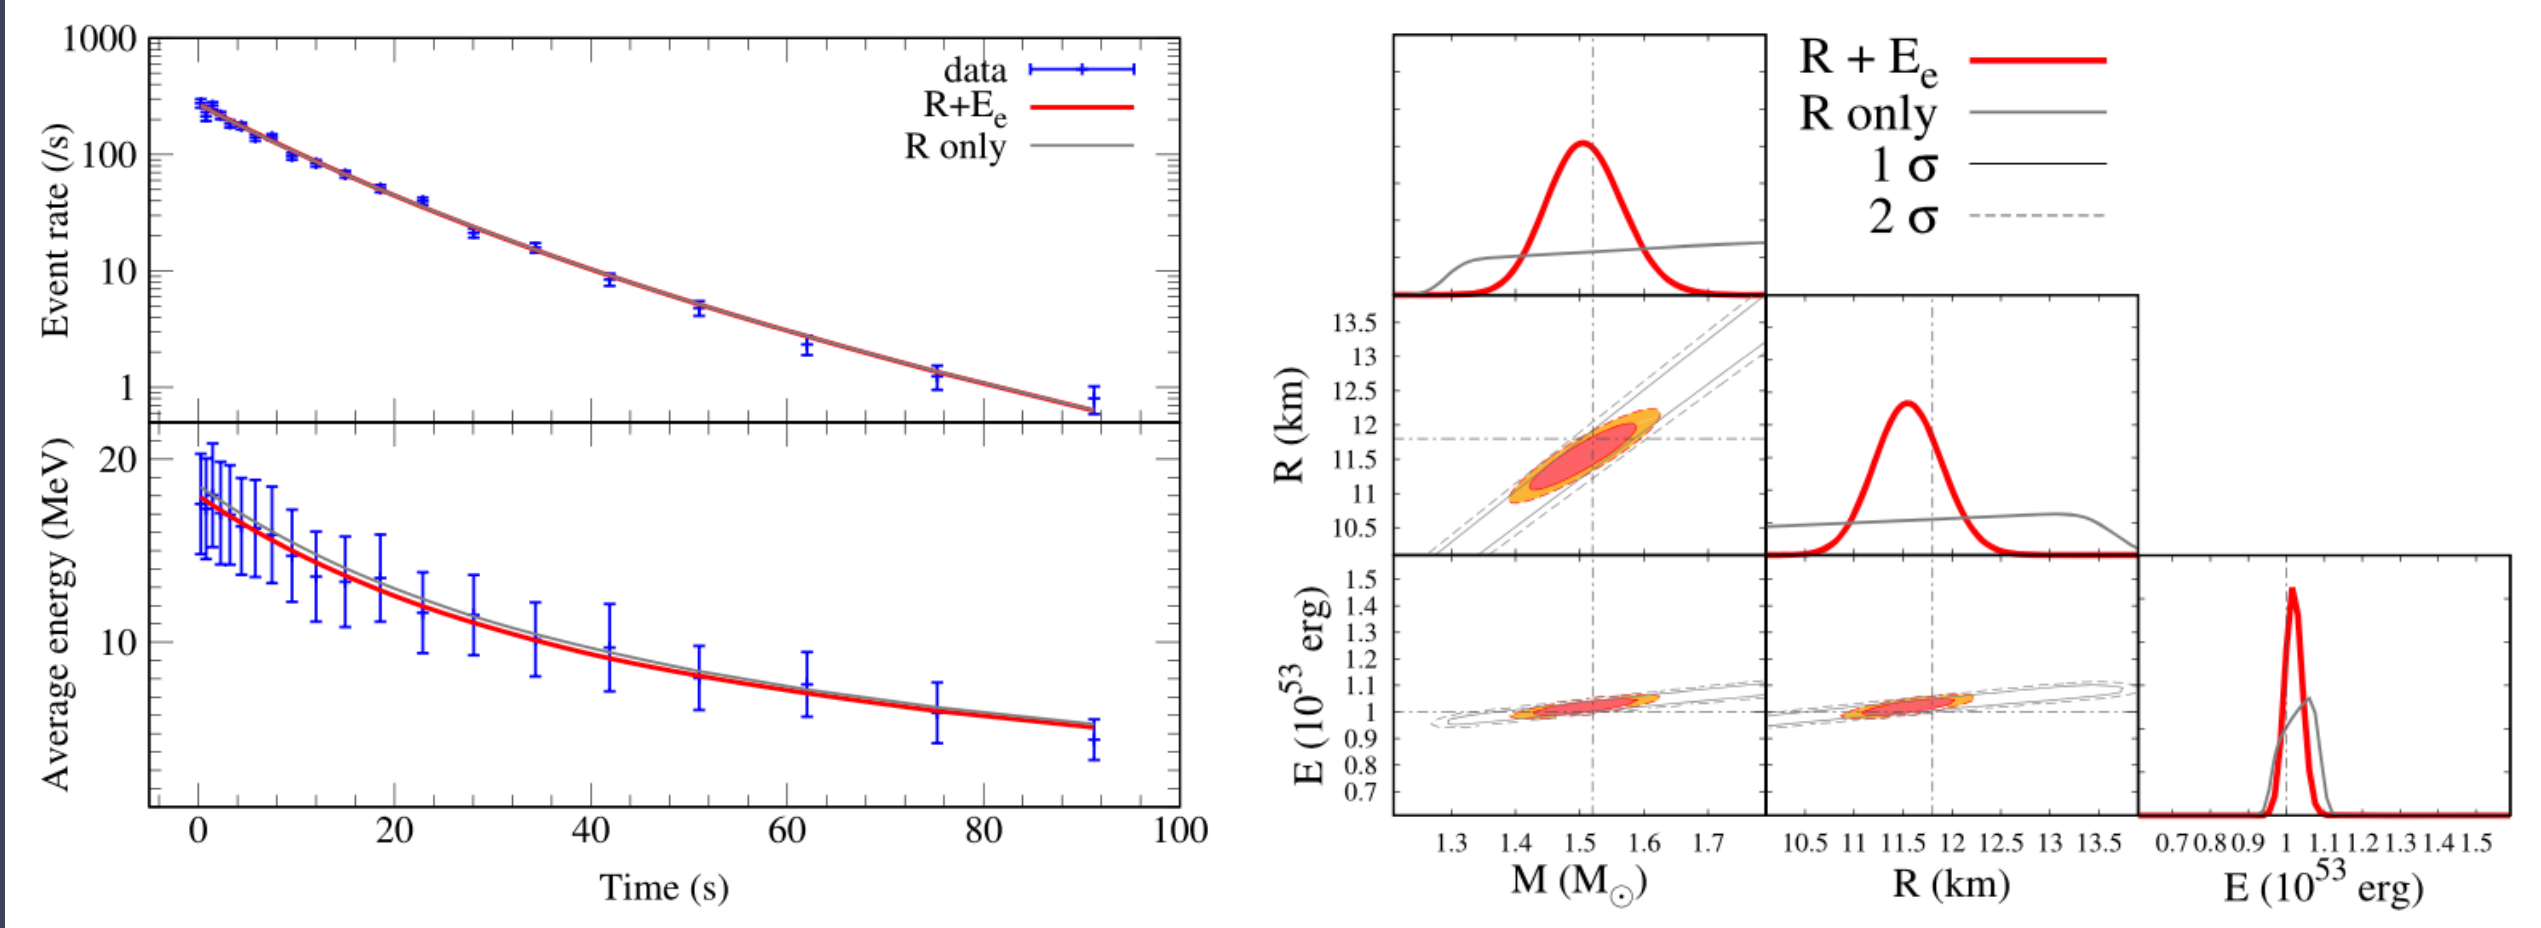 1000
100
10
1
Event rate (/s)
data
R+Ee
R only
20
10
Average energy (MeV)
0 20 40 60 80 100
Time (s)
R + Ee
R only
1 σ
2 σ
13.5
13
12.5
12
11.5
11
10.5
R (km)
1.5
1.4
1.3
1.2
1.1
1
0.9
0.8
0.7
E (10^53 erg)
1.3 1.4 1.5 1.6 1.7
M (M☉)
10.5 11 11.5 12 12.5 13 13.5
R (km)
0.7 0.8 0.9 1 1.1 1.2 1.3 1.4 1.5
E (10^53 erg)